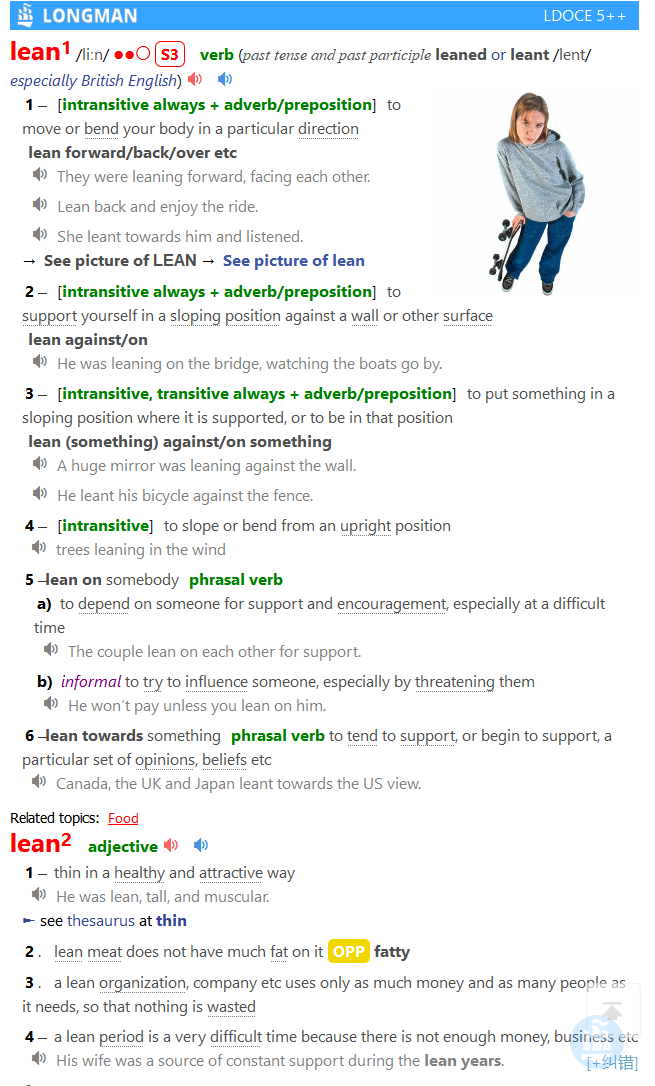 LONGMAN LDOCE 5++
lean1 /liːn/ ●●○ S3 verb (past tense and past participle leaned or leant /lent/
especially British English)
1 – [intransitive always + adverb/preposition] to
move or bend your body in a particular direction
lean forward/back/over etc
They were leaning forward, facing each other.
Lean back and enjoy the ride.
She leant towards him and listened.
→ See picture of LEAN → See picture of lean
2 – [intransitive always + adverb/preposition] to
support yourself in a sloping position against a wall or other surface
lean against/on
He was leaning on the bridge, watching the boats go by.
3 – [intransitive, transitive always + adverb/preposition] to put something in a
sloping position where it is supported, or to be in that position
lean (something) against/on something
A huge mirror was leaning against the wall.
He leant his bicycle against the fence.
4 – [intransitive] to slope or bend from an upright position
trees leaning in the wind
5 –lean on somebody phrasal verb
a) to depend on someone for support and encouragement, especially at a difficult
time
The couple lean on each other for support.
b) informal to try to influence someone, especially by threatening them
He won’t pay unless you lean on him.
6 –lean towards something phrasal verb to tend to support, or begin to support, a
particular set of opinions, beliefs etc
Canada, the UK and Japan leant towards the US view.
Related topics: Food
lean2 adjective
1 – thin in a healthy and attractive way
He was lean, tall, and muscular.
► see thesaurus at thin
2 . lean meat does not have much fat on it OPP fatty
3 . a lean organization, company etc uses only as much money and as many people as
it needs, so that nothing is wasted
4 – a lean period is a very difficult time because there is not enough money, business etc
His wife was a source of constant support during the lean years. [+纠错]